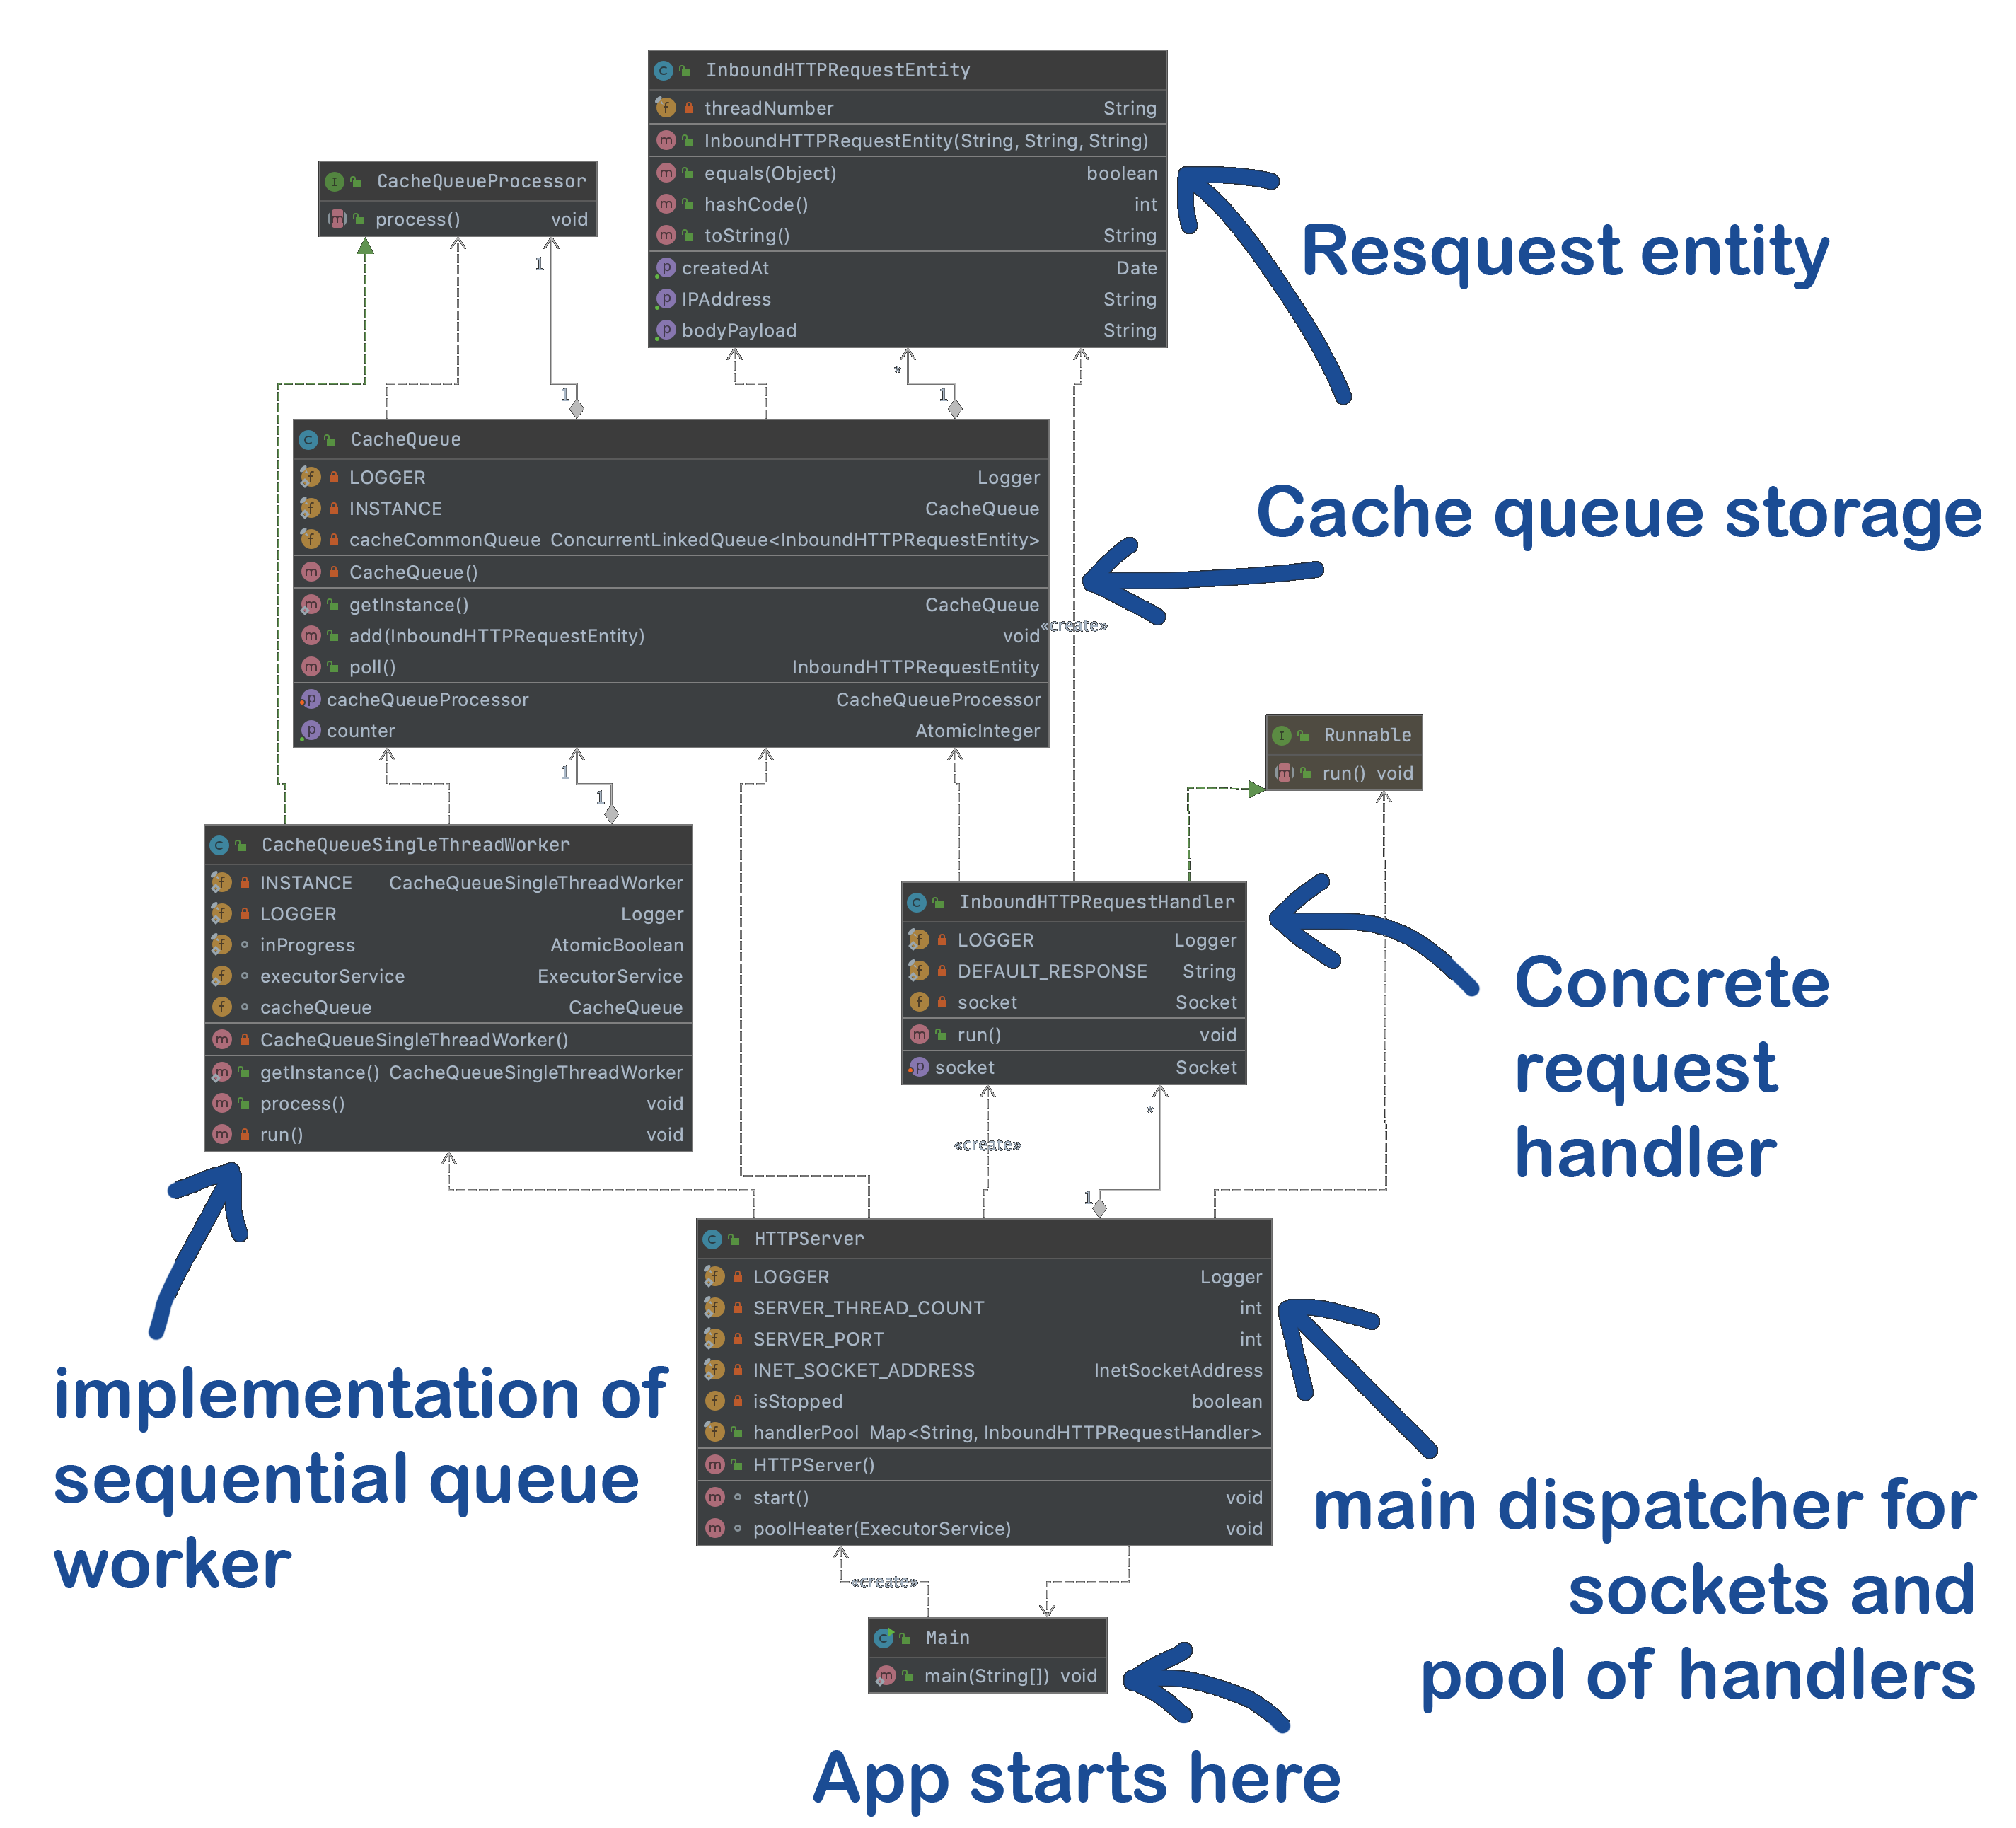 InboundHTTPRequestEntity
threadNumber String
InboundHTTPRequestEntity(String, String, String)
equals(Object) boolean
hashCode() int
toString() String
createdAt Date
IPAddress String
bodyPayload String
CacheQueueProcessor
process() void
Resquest entity
1
1
*
1
CacheQueue
LOGGER Logger
INSTANCE CacheQueue
cacheCommonQueue ConcurrentLinkedQueue<InboundHTTPRequestEntity>
CacheQueue()
getInstance() CacheQueue
add(InboundHTTPRequestEntity) void
poll() InboundHTTPRequestEntity
cacheQueueProcessor CacheQueueProcessor
counter AtomicInteger
Cache queue storage
«create»
Runnable
run() void
1
1
CacheQueueSingleThreadWorker
INSTANCE CacheQueueSingleThreadWorker
LOGGER Logger
inProgress AtomicBoolean
executorService ExecutorService
cacheQueue CacheQueue
CacheQueueSingleThreadWorker()
getInstance() CacheQueueSingleThreadWorker
process() void
run() void
InboundHTTPRequestHandler
LOGGER Logger
DEFAULT_RESPONSE String
socket Socket
run() void
socket Socket
Concrete
request
handler
*
«create»
1
HTTPServer
LOGGER Logger
SERVER_THREAD_COUNT int
SERVER_PORT int
INET_SOCKET_ADDRESS InetSocketAddress
isStopped boolean
handlerPool Map<String, InboundHTTPRequestHandler>
HTTPServer()
start() void
poolHeater(ExecutorService) void
implementation of
sequential queue
worker
main dispatcher for
sockets and
pool of handlers
«create»
Main
main(String[]) void
App starts here